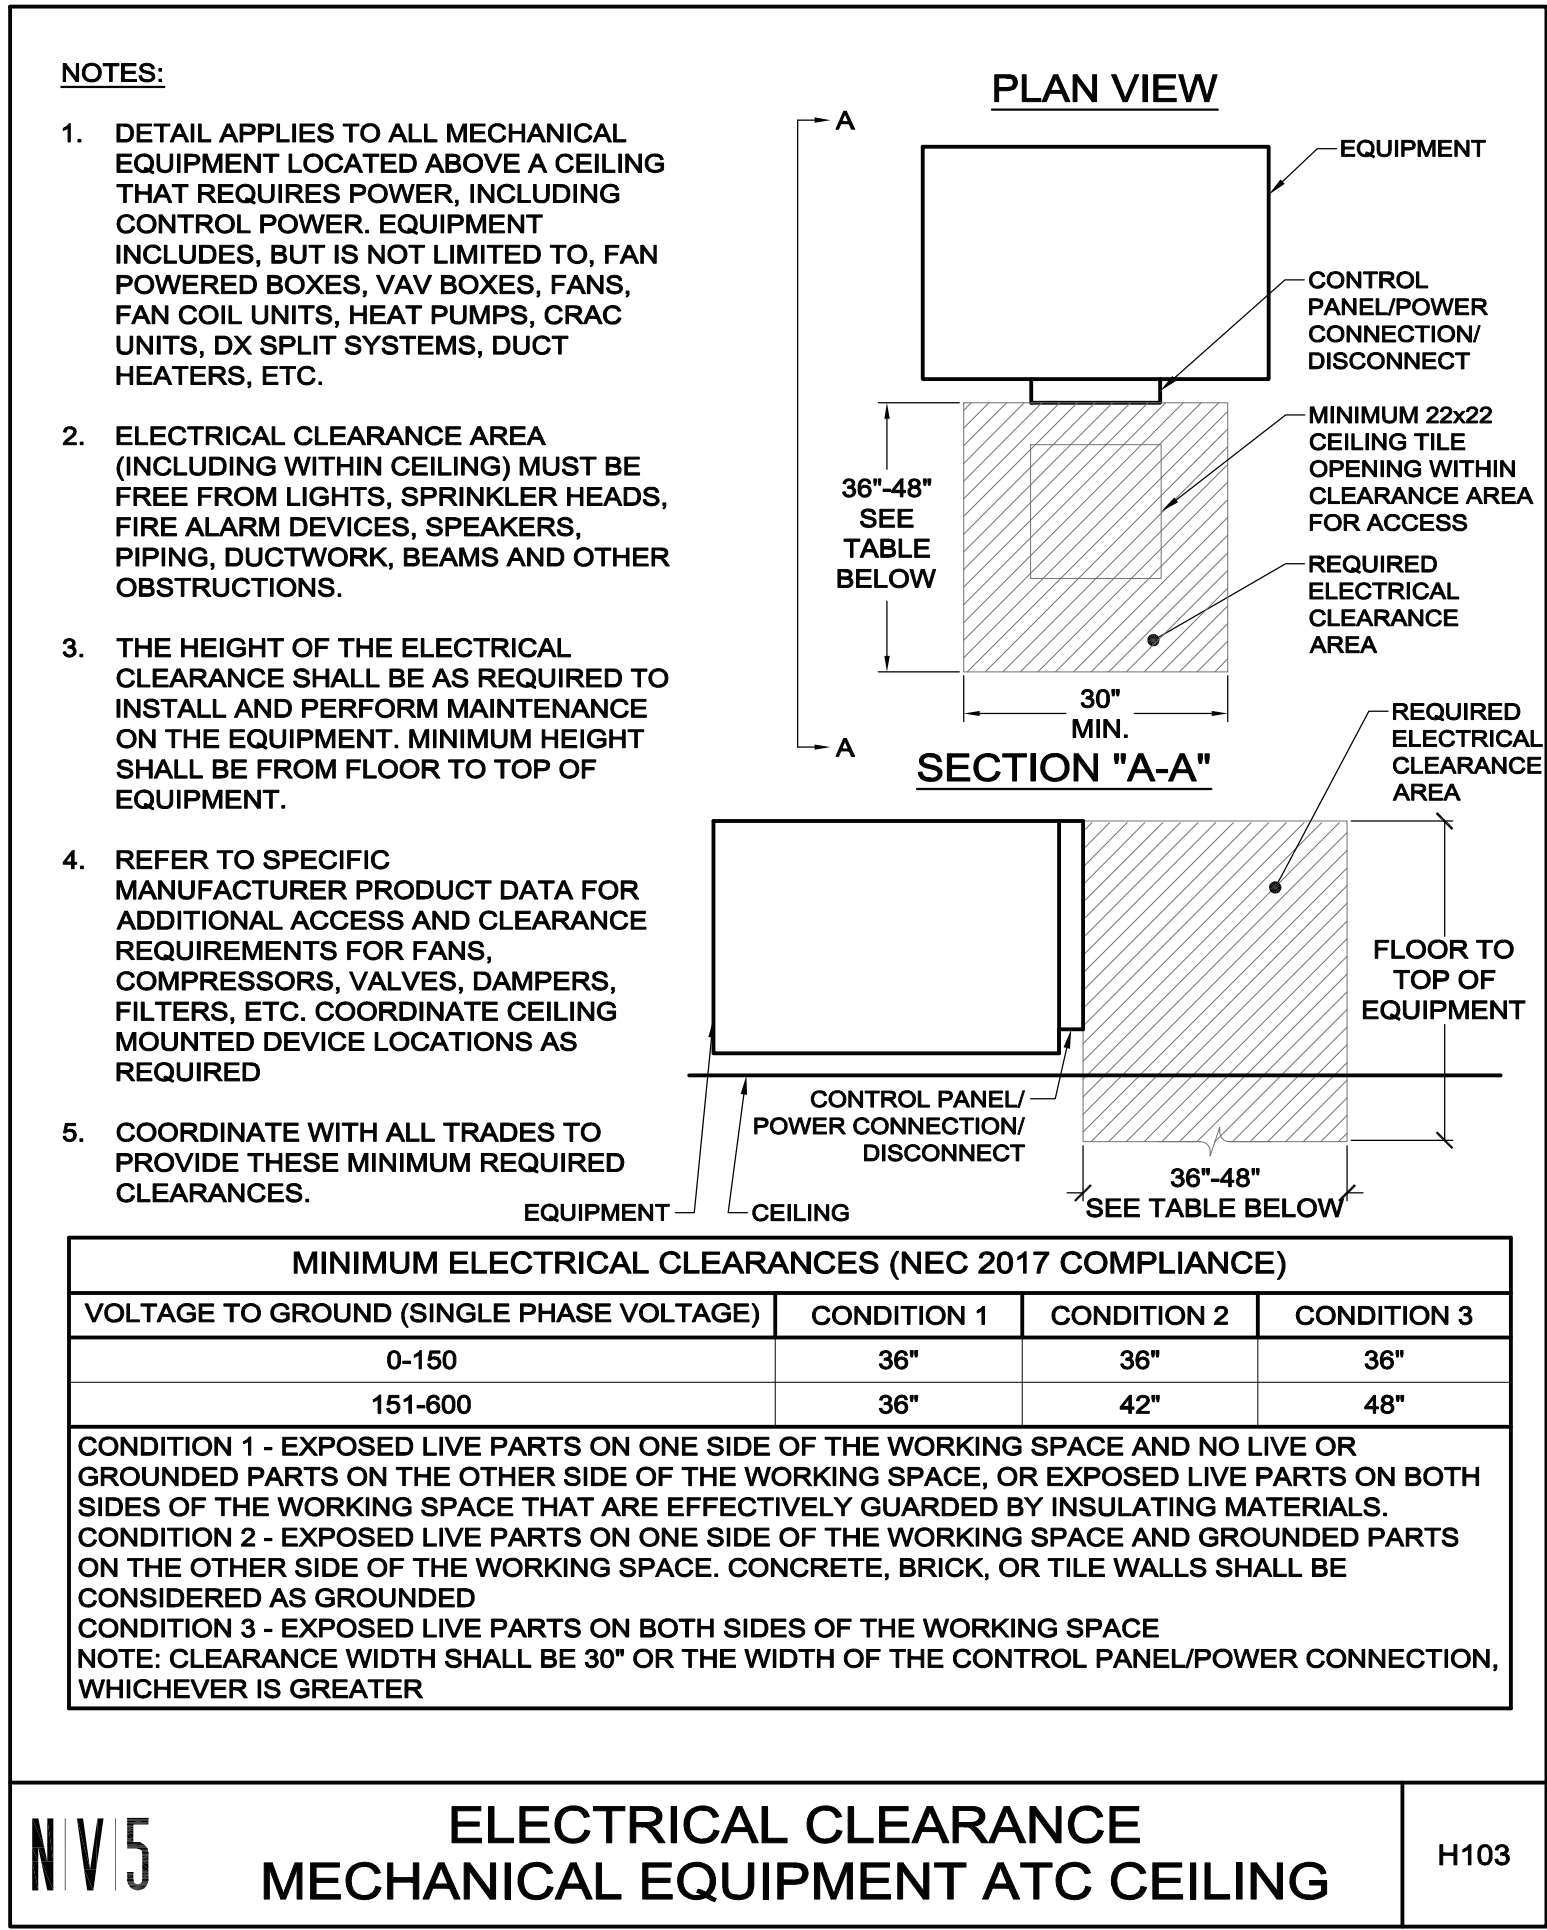 NOTES:
1. DETAIL APPLIES TO ALL MECHANICAL
EQUIPMENT LOCATED ABOVE A CEILING
THAT REQUIRES POWER, INCLUDING
CONTROL POWER. EQUIPMENT
INCLUDES, BUT IS NOT LIMITED TO, FAN
POWERED BOXES, VAV BOXES, FANS,
FAN COIL UNITS, HEAT PUMPS, CRAC
UNITS, DX SPLIT SYSTEMS, DUCT
HEATERS, ETC.
2. ELECTRICAL CLEARANCE AREA
(INCLUDING WITHIN CEILING) MUST BE
FREE FROM LIGHTS, SPRINKLER HEADS,
FIRE ALARM DEVICES, SPEAKERS,
PIPING, DUCTWORK, BEAMS AND OTHER
OBSTRUCTIONS.
3. THE HEIGHT OF THE ELECTRICAL
CLEARANCE SHALL BE AS REQUIRED TO
INSTALL AND PERFORM MAINTENANCE
ON THE EQUIPMENT. MINIMUM HEIGHT
SHALL BE FROM FLOOR TO TOP OF
EQUIPMENT.
4. REFER TO SPECIFIC
MANUFACTURER PRODUCT DATA FOR
ADDITIONAL ACCESS AND CLEARANCE
REQUIREMENTS FOR FANS,
COMPRESSORS, VALVES, DAMPERS,
FILTERS, ETC. COORDINATE CEILING
MOUNTED DEVICE LOCATIONS AS
REQUIRED
5. COORDINATE WITH ALL TRADES TO
PROVIDE THESE MINIMUM REQUIRED
CLEARANCES.
PLAN VIEW
A
EQUIPMENT
CONTROL
PANEL/POWER
CONNECTION/
DISCONNECT
MINIMUM 22x22
CEILING TILE
OPENING WITHIN
CLEARANCE AREA
FOR ACCESS
36"-48"
SEE
TABLE
BELOW
REQUIRED
ELECTRICAL
CLEARANCE
AREA
30"
MIN.
A
SECTION "A-A"
REQUIRED
ELECTRICAL
CLEARANCE
AREA
FLOOR TO
TOP OF
EQUIPMENT
CONTROL PANEL/
POWER CONNECTION/
DISCONNECT
36"-48"
SEE TABLE BELOW
EQUIPMENT
CEILING
MINIMUM ELECTRICAL CLEARANCES (NEC 2017 COMPLIANCE)
VOLTAGE TO GROUND (SINGLE PHASE VOLTAGE) CONDITION 1 CONDITION 2 CONDITION 3
0-150 36" 36" 36"
151-600 36" 42" 48"
CONDITION 1 - EXPOSED LIVE PARTS ON ONE SIDE OF THE WORKING SPACE AND NO LIVE OR
GROUNDED PARTS ON THE OTHER SIDE OF THE WORKING SPACE, OR EXPOSED LIVE PARTS ON BOTH
SIDES OF THE WORKING SPACE THAT ARE EFFECTIVELY GUARDED BY INSULATING MATERIALS.
CONDITION 2 - EXPOSED LIVE PARTS ON ONE SIDE OF THE WORKING SPACE AND GROUNDED PARTS
ON THE OTHER SIDE OF THE WORKING SPACE. CONCRETE, BRICK, OR TILE WALLS SHALL BE
CONSIDERED AS GROUNDED
CONDITION 3 - EXPOSED LIVE PARTS ON BOTH SIDES OF THE WORKING SPACE
NOTE: CLEARANCE WIDTH SHALL BE 30" OR THE WIDTH OF THE CONTROL PANEL/POWER CONNECTION,
WHICHEVER IS GREATER
N|V|5
ELECTRICAL CLEARANCE
MECHANICAL EQUIPMENT ATC CEILING
H103